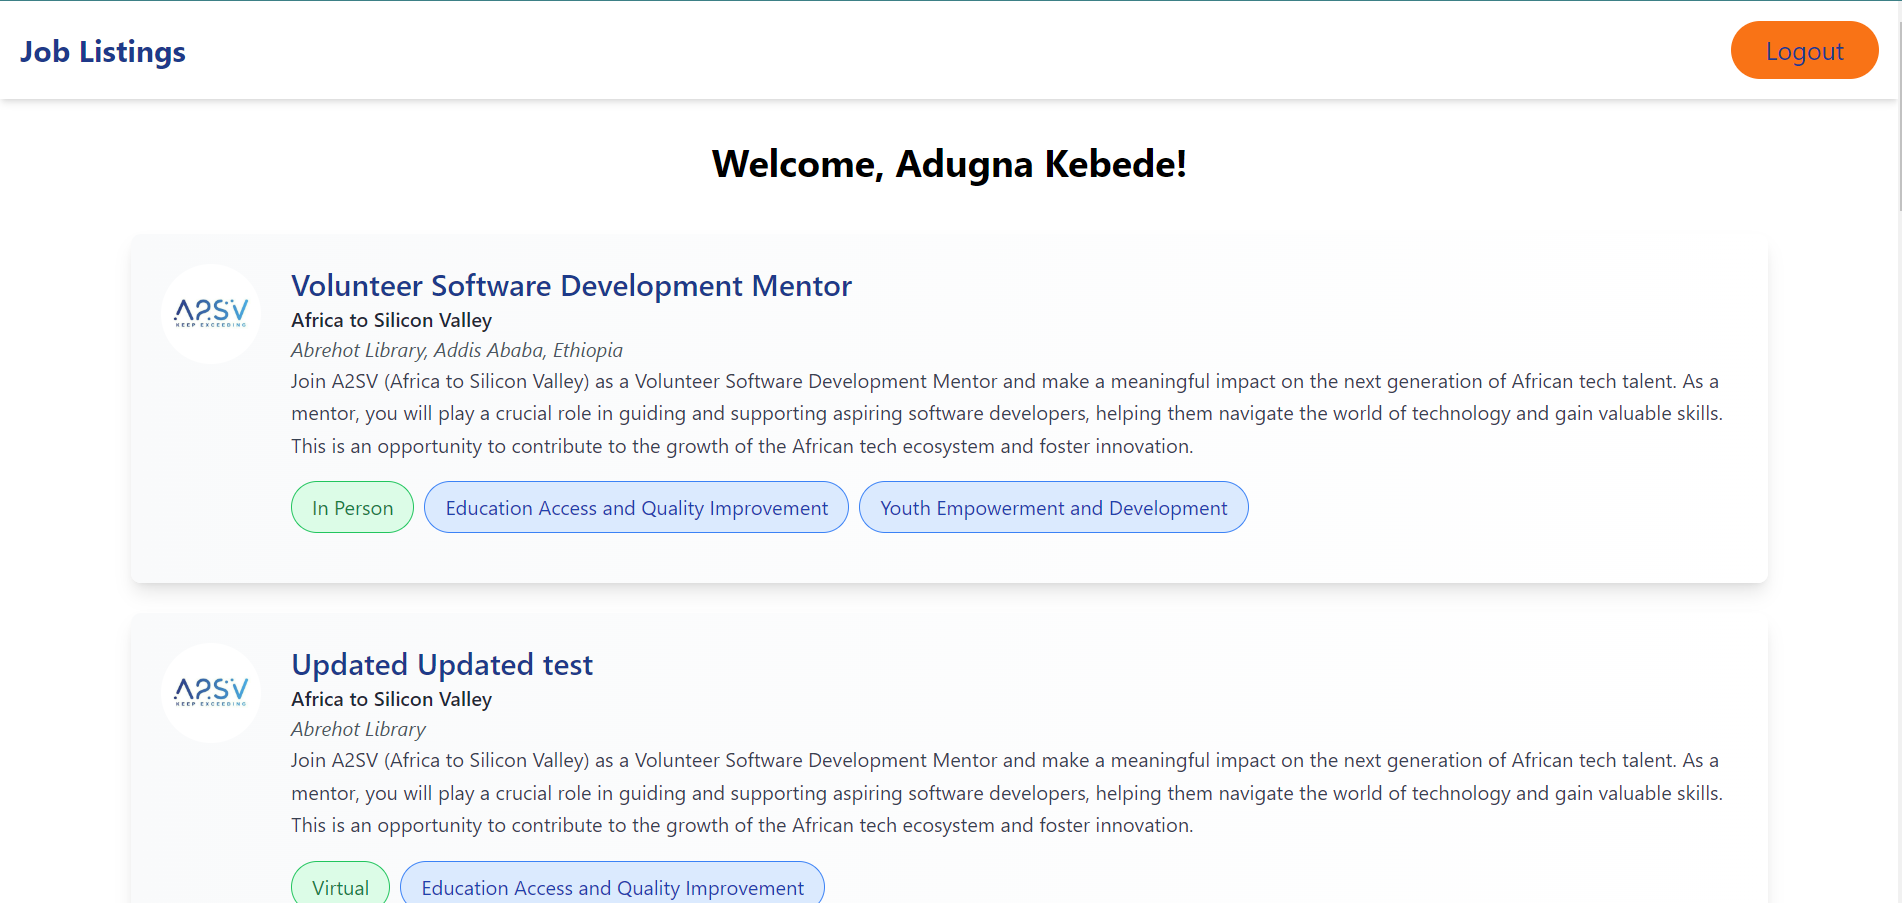 Job Listings
Logout
Welcome, Adugna Kebede!
A2SV
KEEP EXCEEDING
Volunteer Software Development Mentor
Africa to Silicon Valley
Abrehot Library, Addis Ababa, Ethiopia
Join A2SV (Africa to Silicon Valley) as a Volunteer Software Development Mentor and make a meaningful impact on the next generation of African tech talent. As a
mentor, you will play a crucial role in guiding and supporting aspiring software developers, helping them navigate the world of technology and gain valuable skills.
This is an opportunity to contribute to the growth of the African tech ecosystem and foster innovation.
In Person
Education Access and Quality Improvement
Youth Empowerment and Development
A2SV
KEEP EXCEEDING
Updated Updated test
Africa to Silicon Valley
Abrehot Library
Join A2SV (Africa to Silicon Valley) as a Volunteer Software Development Mentor and make a meaningful impact on the next generation of African tech talent. As a
mentor, you will play a crucial role in guiding and supporting aspiring software developers, helping them navigate the world of technology and gain valuable skills.
This is an opportunity to contribute to the growth of the African tech ecosystem and foster innovation.
Virtual
Education Access and Quality Improvement